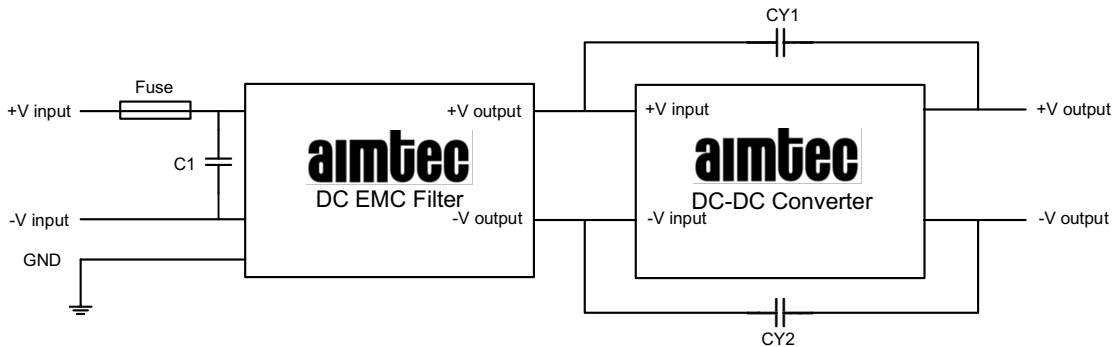 CY1
Fuse
+V input
+V output
+V input
+V output
C1
aimtec
DC EMC Filter
aimtec
DC-DC Converter
-V input
-V output
-V input
-V output
GND
CY2